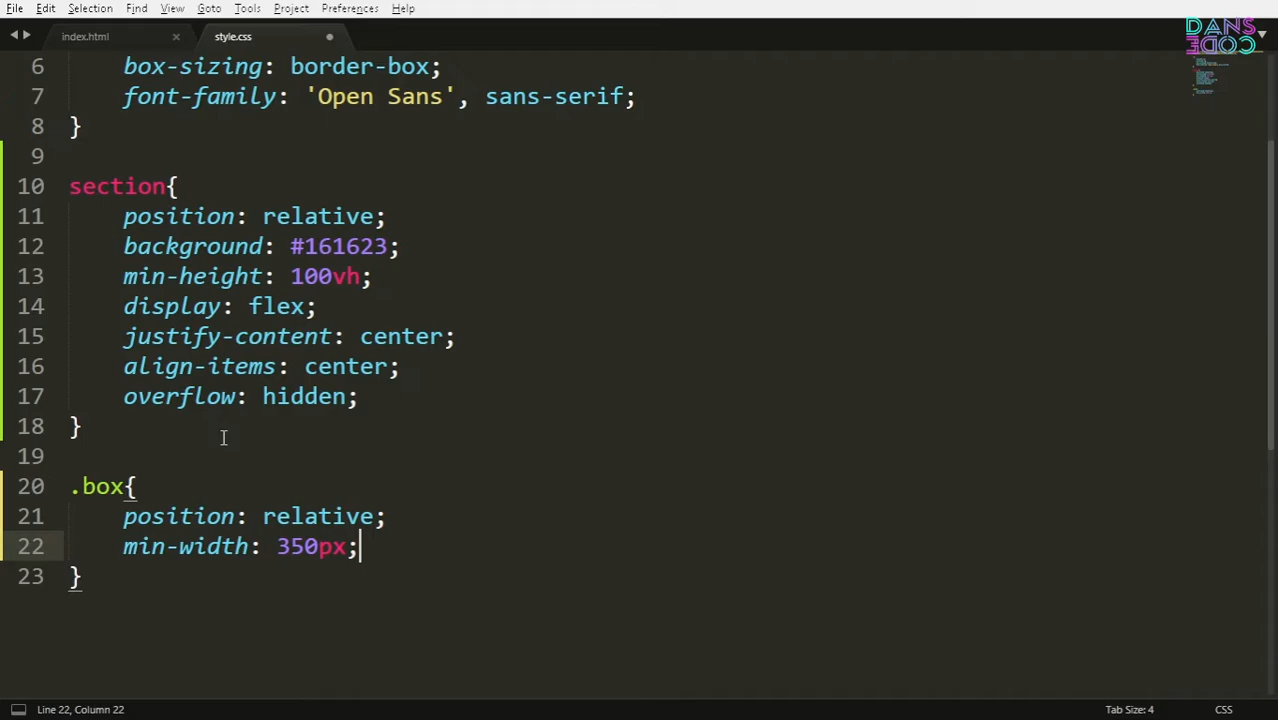 File Edit Selection Find View Goto Tools Project Preferences Help
index.html × style.css
DANS
CODE
6 box-sizing: border-box;
7 font-family: 'Open Sans', sans-serif;
8 }
9
10 section{
11 position: relative;
12 background: #161623;
13 min-height: 100vh;
14 display: flex;
15 justify-content: center;
16 align-items: center;
17 overflow: hidden;
18 }
19
20 .box{
21 position: relative;
22 min-width: 350px;
23 }
Line 22, Column 22 Tab Size: 4 CSS